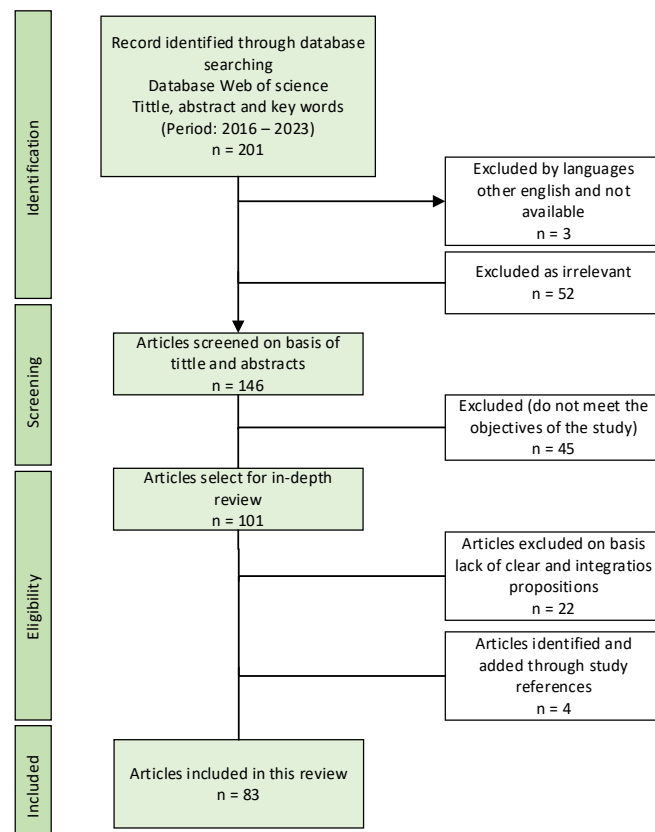 Identification
Record identified through database
searching
Database Web of science
Tittle, abstract and key words
(Period: 2016 – 2023)
n = 201
Excluded by languages
other english and not
available
n = 3
Excluded as irrelevant
n = 52
Screening
Articles screened on basis of
tittle and abstracts
n = 146
Excluded (do not meet the
objectives of the study)
n = 45
Eligibility
Articles select for in-depth
review
n = 101
Articles excluded on basis
lack of clear and integratios
propositions
n = 22
Articles identified and
added through study
references
n = 4
Included
Articles included in this review
n = 83